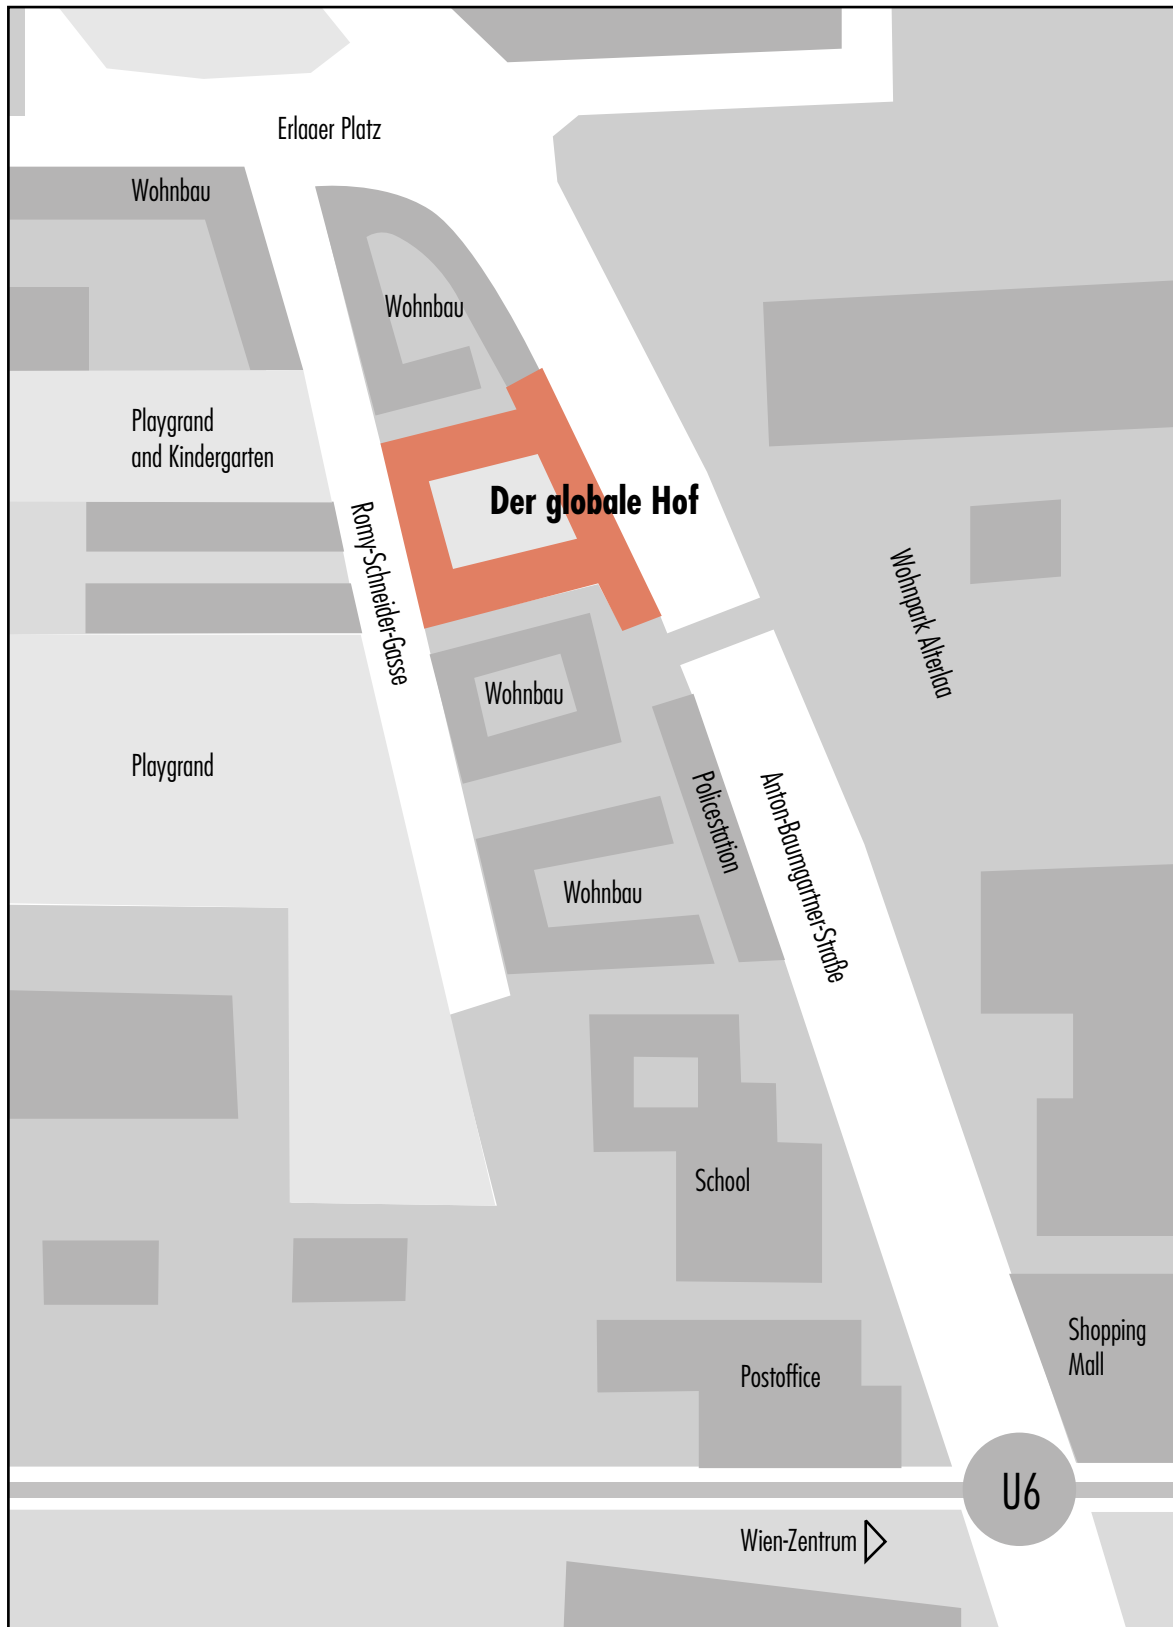 Erlaaer Platz
Wohnbau
Wohnbau
Playgrand
and Kindergarten
Der globale Hof
Romy-Schneider-Gasse
Wohnpark Alterlaa
Wohnbau
Playgrand
Policestation
Anton-Baumgartner-Straße
Wohnbau
School
Shopping
Mall
Postoffice
U6
Wien-Zentrum